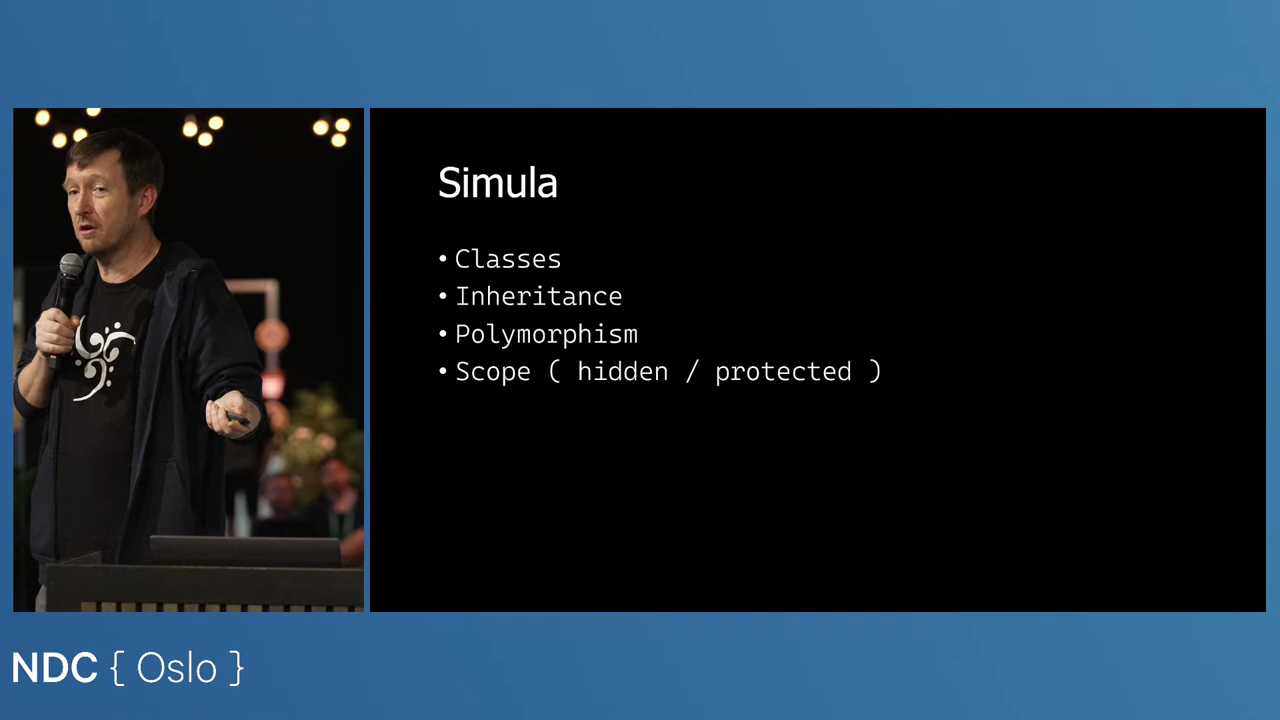 Simula
• Classes
• Inheritance
• Polymorphism
• Scope ( hidden / protected )
NDC { Oslo }